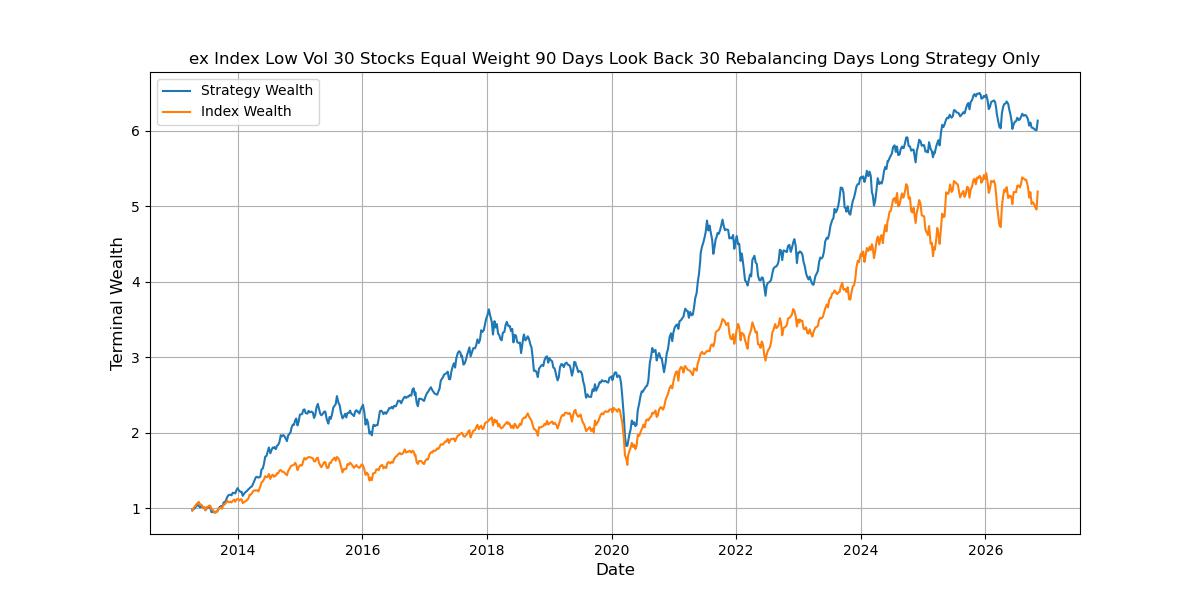 ex Index Low Vol 30 Stocks Equal Weight 90 Days Look Back 30 Rebalancing Days Long Strategy Only
Strategy Wealth
Index Wealth
Terminal Wealth
6
5
4
3
2
1
2014 2016 2018 2020 2022 2024 2026
Date